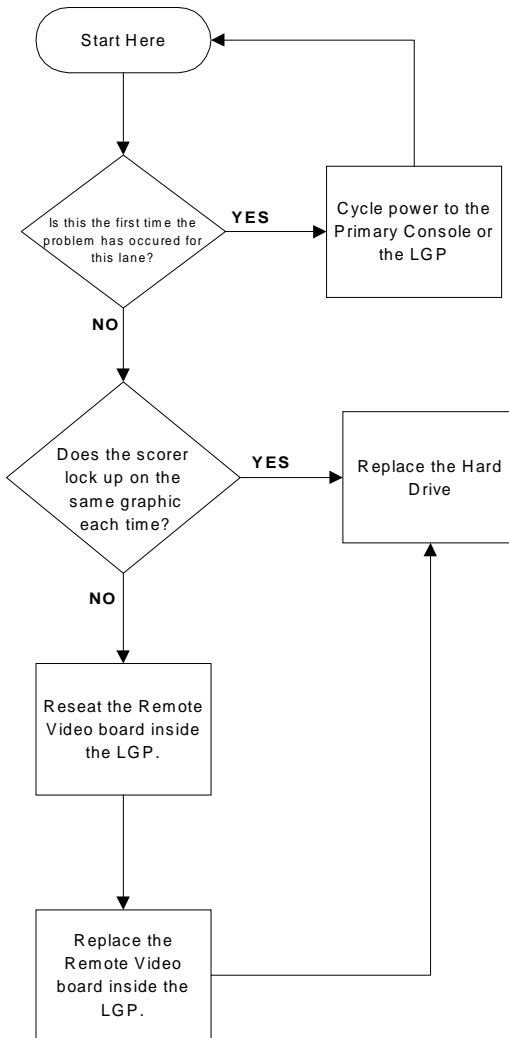 Start Here
Is this the first time the
problem has occured for
this lane?
YES
Cycle power to the
Primary Console or
the LGP
NO
Does the scorer
lock up on the
same graphic
each time?
YES
Replace the Hard
Drive
NO
Reseat the Remote
Video board inside
the LGP.
Replace the
Remote Video
board inside the
LGP.